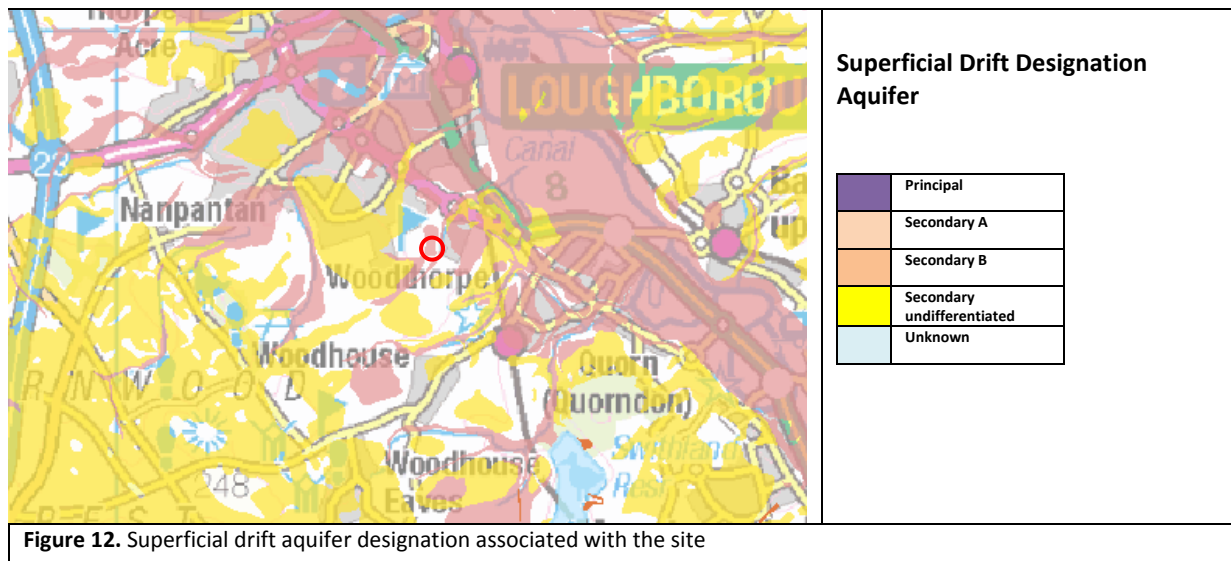 Acre
LOUGHBOROU
Canal
8
Nanpantan
Woodthorpe
Woodhouse
Quorn
(Quorndon)
R N W O O D
Swithland
Woodhouse
Eaves
248
Superficial Drift Designation
Aquifer
Principal
Secondary A
Secondary B
Secondary
undifferentiated
Unknown
Figure 12. Superficial drift aquifer designation associated with the site